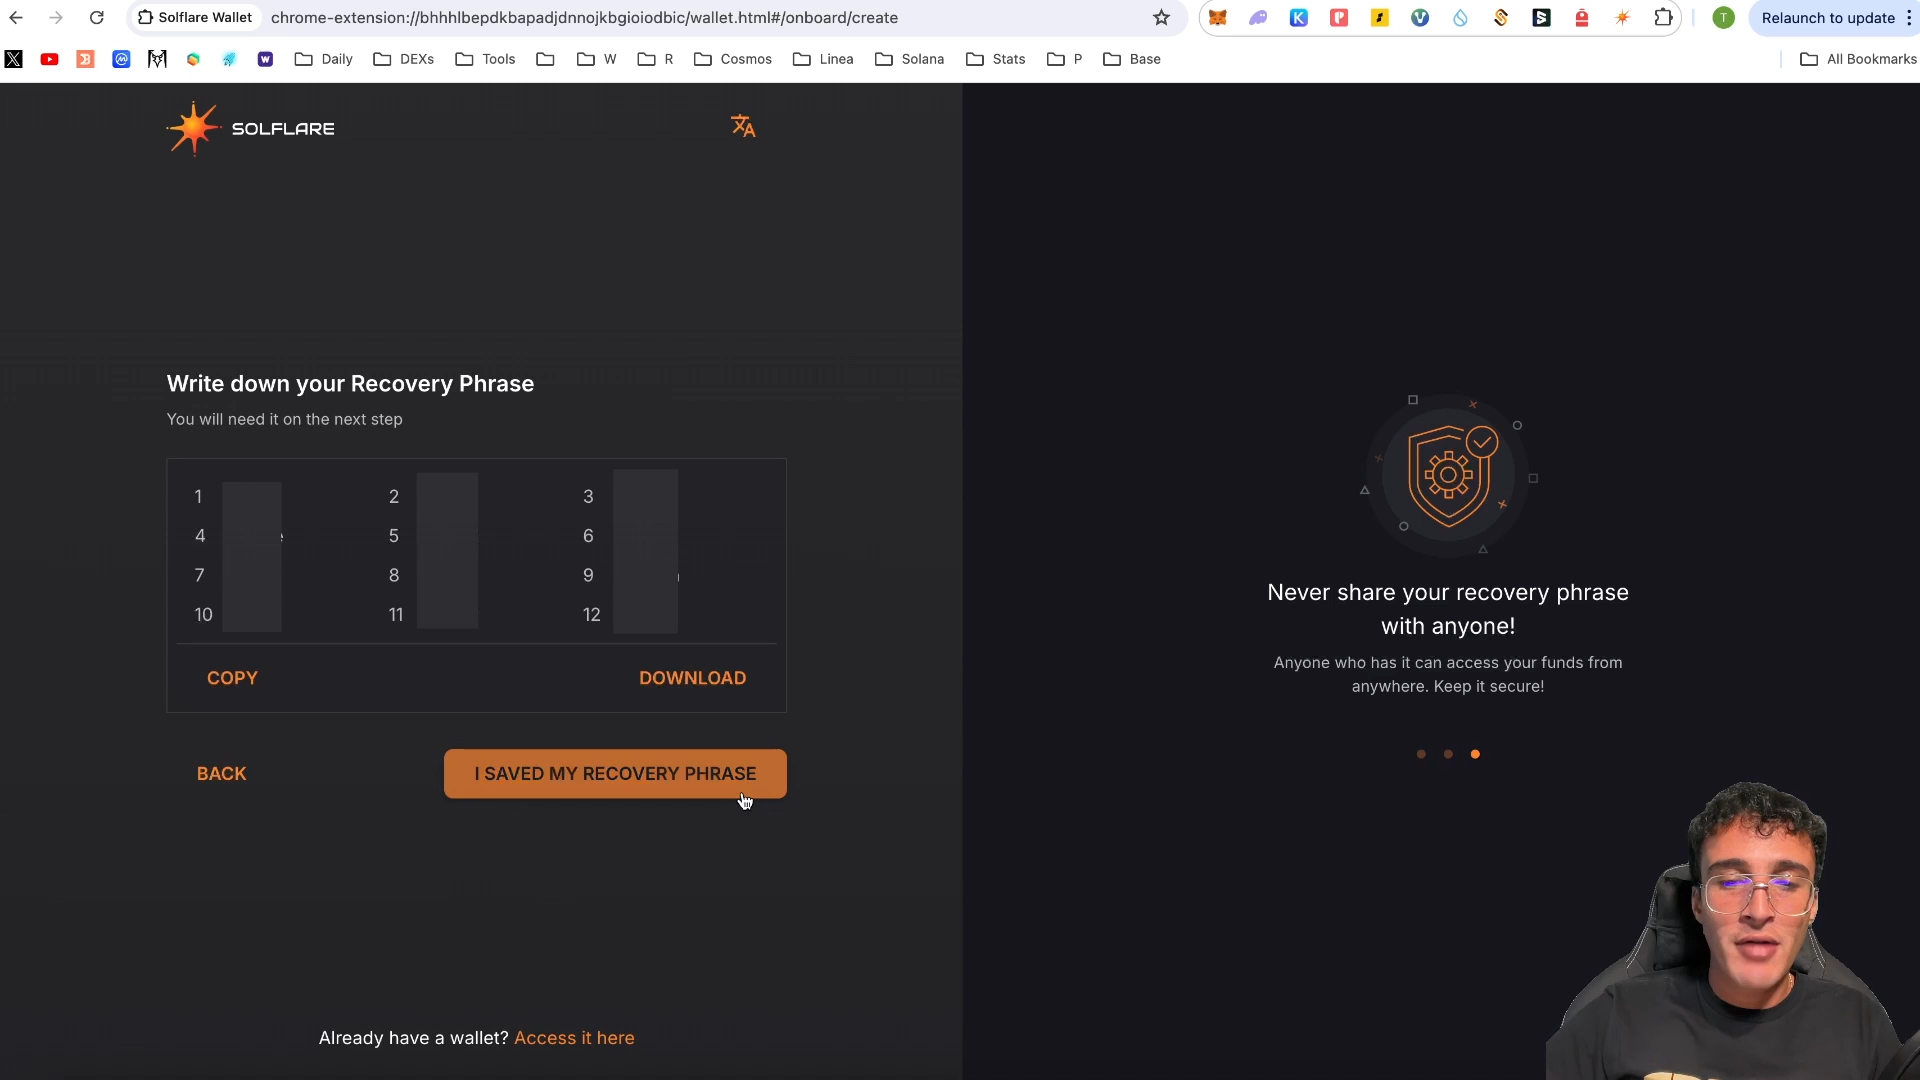 Solflare Wallet chrome-extension://bhhhlbepdkbapadjdnnojkbgioiodbic/wallet.html#/onboard/create T Relaunch to update
Daily DEXs Tools W R Cosmos Linea Solana Stats P Base All Bookmarks
SOLFLARE
Write down your Recovery Phrase
You will need it on the next step
1 2 3
4 5 6
7 8 9
10 11 12
COPY DOWNLOAD
BACK I SAVED MY RECOVERY PHRASE
Already have a wallet? Access it here
Never share your recovery phrase
with anyone!
Anyone who has it can access your funds from
anywhere. Keep it secure!